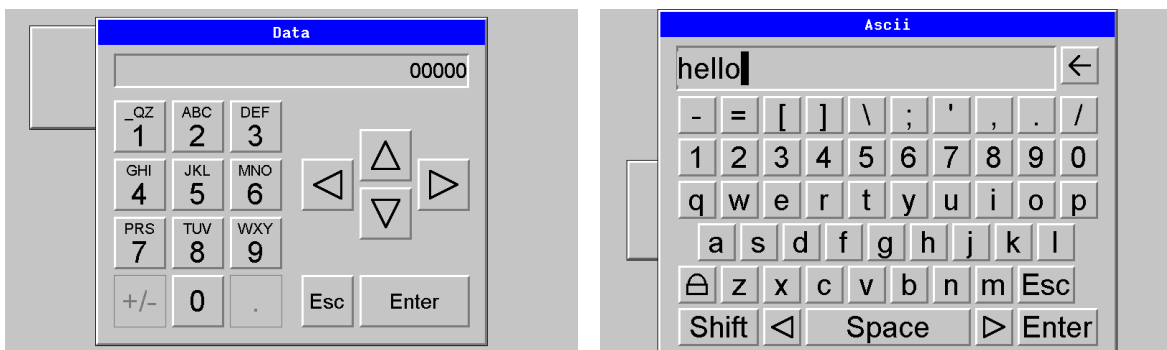 Data
00000
_QZ ABC DEF
1 2 3
GHI JKL MNO
4 5 6
PRS TUV WXY
7 8 9
+/- 0 . Esc Enter
Ascii
hello
- = [ ] \ ; ' , . /
1 2 3 4 5 6 7 8 9 0
q w e r t y u i o p
a s d f g h j k l
z x c v b n m Esc
Shift Space Enter